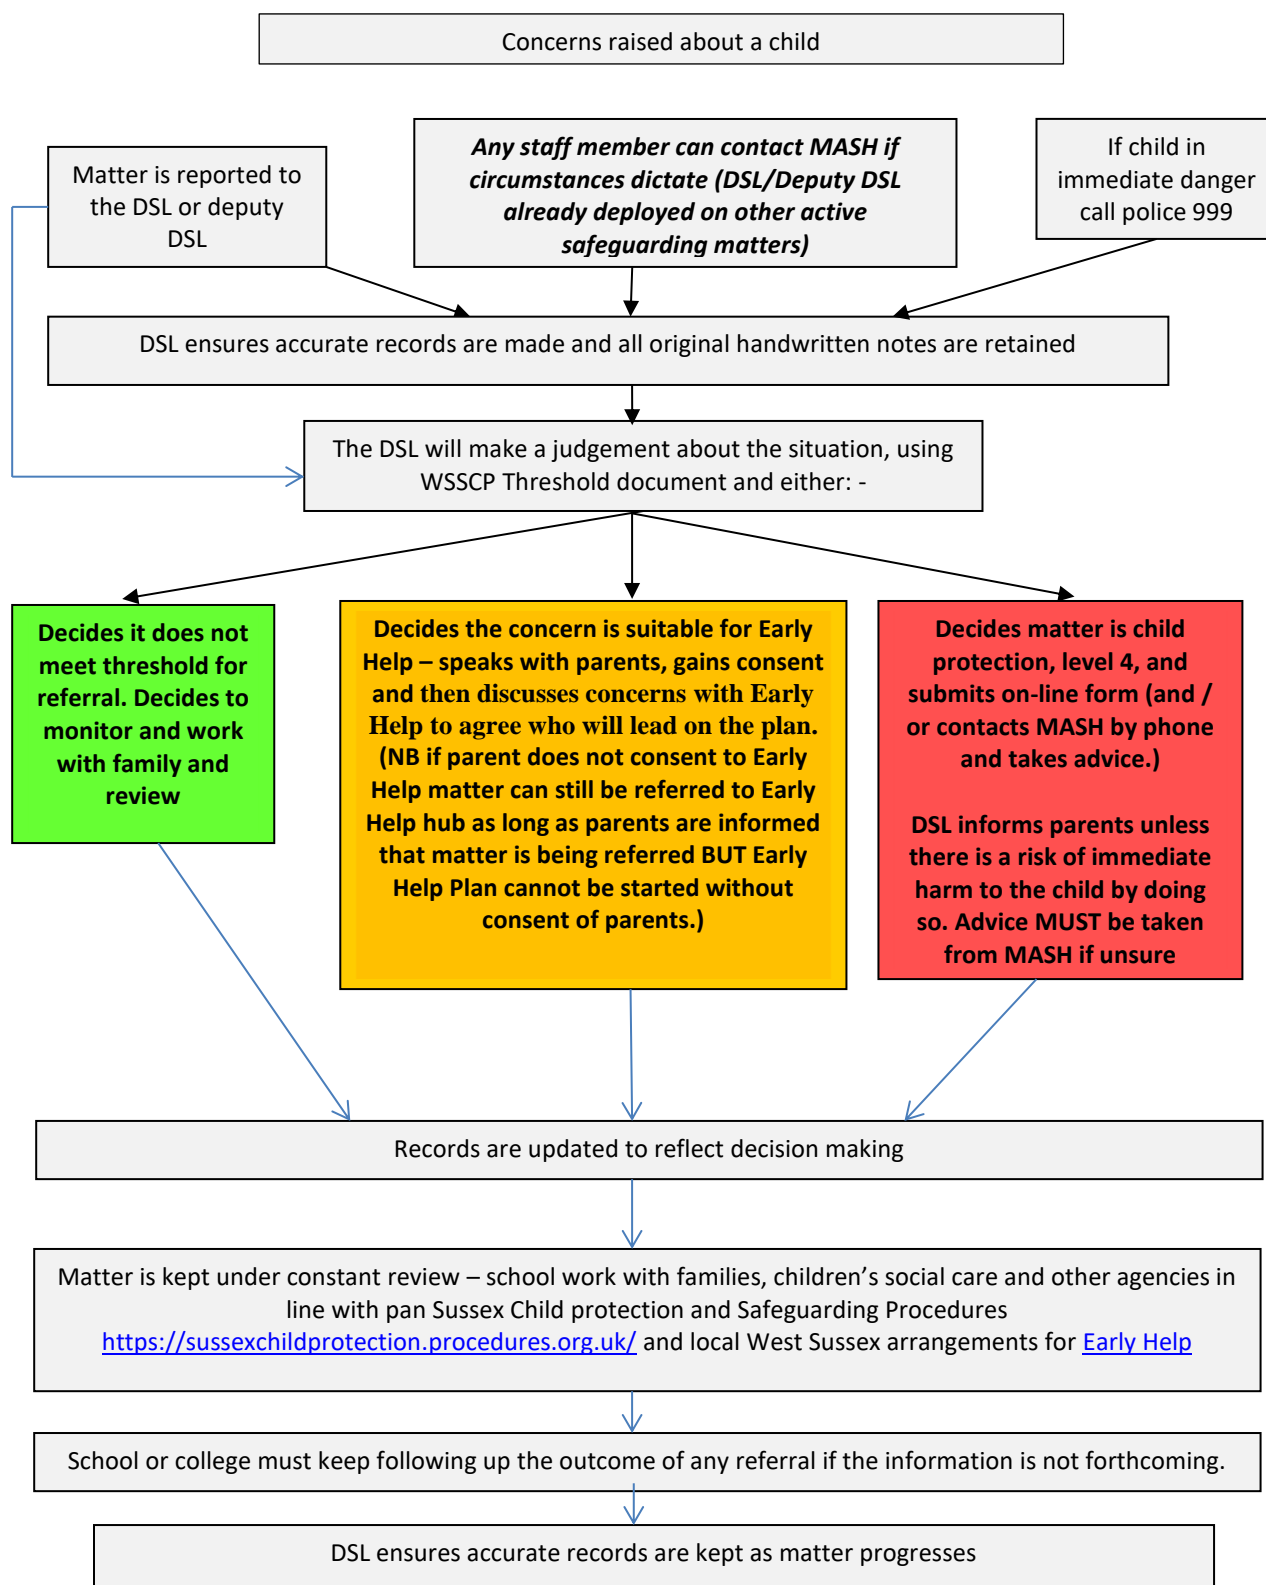 Concerns raised about a child
Matter is reported to
the DSL or deputy
DSL
Any staff member can contact MASH if
circumstances dictate (DSL/Deputy DSL
already deployed on other active
safeguarding matters)
If child in
immediate danger
call police 999
DSL ensures accurate records are made and all original handwritten notes are retained
The DSL will make a judgement about the situation, using
WSSCP Threshold document and either: -
Decides it does not
meet threshold for
referral. Decides to
monitor and work
with family and
review
Decides the concern is suitable for Early
Help – speaks with parents, gains consent
and then discusses concerns with Early
Help to agree who will lead on the plan.
(NB if parent does not consent to Early
Help matter can still be referred to Early
Help hub as long as parents are informed
that matter is being referred BUT Early
Help Plan cannot be started without
consent of parents.)
Decides matter is child
protection, level 4, and
submits on-line form (and /
or contacts MASH by phone
and takes advice.)
DSL informs parents unless
there is a risk of immediate
harm to the child by doing
so. Advice MUST be taken
from MASH if unsure
Records are updated to reflect decision making
Matter is kept under constant review – school work with families, children’s social care and other agencies in
line with pan Sussex Child protection and Safeguarding Procedures
https://sussexchildprotection.procedures.org.uk/ and local West Sussex arrangements for Early Help
School or college must keep following up the outcome of any referral if the information is not forthcoming.
DSL ensures accurate records are kept as matter progresses